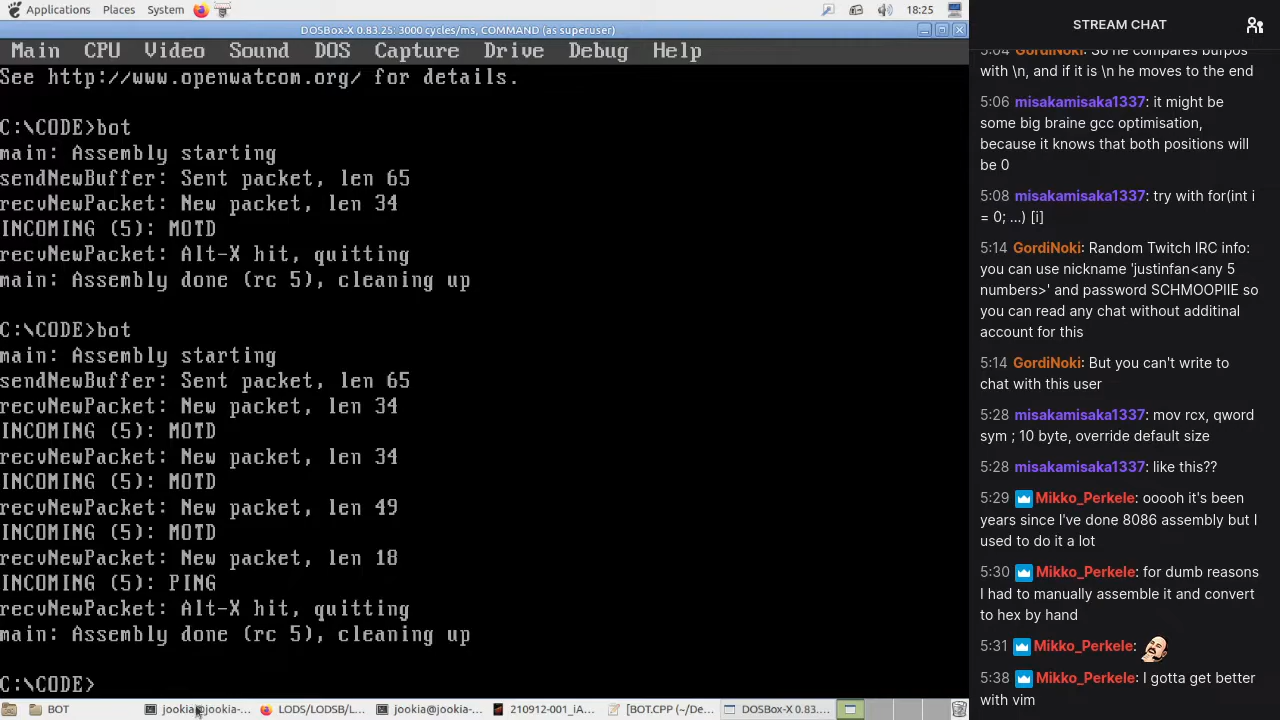 Applications Places System 18:25
DOSBox-X 0.83.25: 3000 cycles/ms, COMMAND (as superuser)
Main CPU Video Sound DOS Capture Drive Debug Help
See http://www.openwatcom.org/ for details.
C:\CODE>bot
main: Assembly starting
sendNewBuffer: Sent packet, len 65
recvNewPacket: New packet, len 34
INCOMING (5): MOTD
recvNewPacket: Alt-X hit, quitting
main: Assembly done (rc 5), cleaning up
C:\CODE>bot
main: Assembly starting
sendNewBuffer: Sent packet, len 65
recvNewPacket: New packet, len 34
INCOMING (5): MOTD
recvNewPacket: New packet, len 34
INCOMING (5): MOTD
recvNewPacket: New packet, len 49
INCOMING (5): MOTD
recvNewPacket: New packet, len 18
INCOMING (5): PING
recvNewPacket: Alt-X hit, quitting
main: Assembly done (rc 5), cleaning up
C:\CODE>
BOT jookia@jookia-... LODS/LODSB/L... jookia@jookia-... 210912-001_iA... [BOT.CPP (~/De... DOSBox-X 0.83....
STREAM CHAT
5:04 GordiNoki: So he compares bufpos
with \n, and if it is \n he moves to the end
5:06 misakamisaka1337: it might be
some big braine gcc optimisation,
because it knows that both positions will
be 0
5:08 misakamisaka1337: try with for(int i
= 0; ...) [i]
5:14 GordiNoki: Random Twitch IRC info:
you can use nickname 'justinfan<any 5
numbers>' and password SCHMOOPIIE so
you can read any chat without additinal
account for this
5:14 GordiNoki: But you can't write to
chat with this user
5:28 misakamisaka1337: mov rcx, qword
sym ; 10 byte, override default size
5:28 misakamisaka1337: like this??
5:29 Mikko_Perkele: ooooh it's been
years since I've done 8086 assembly but I
used to do it a lot
5:30 Mikko_Perkele: for dumb reasons
I had to manually assemble it and convert
to hex by hand
5:31 Mikko_Perkele:
5:38 Mikko_Perkele: I gotta get better
with vim